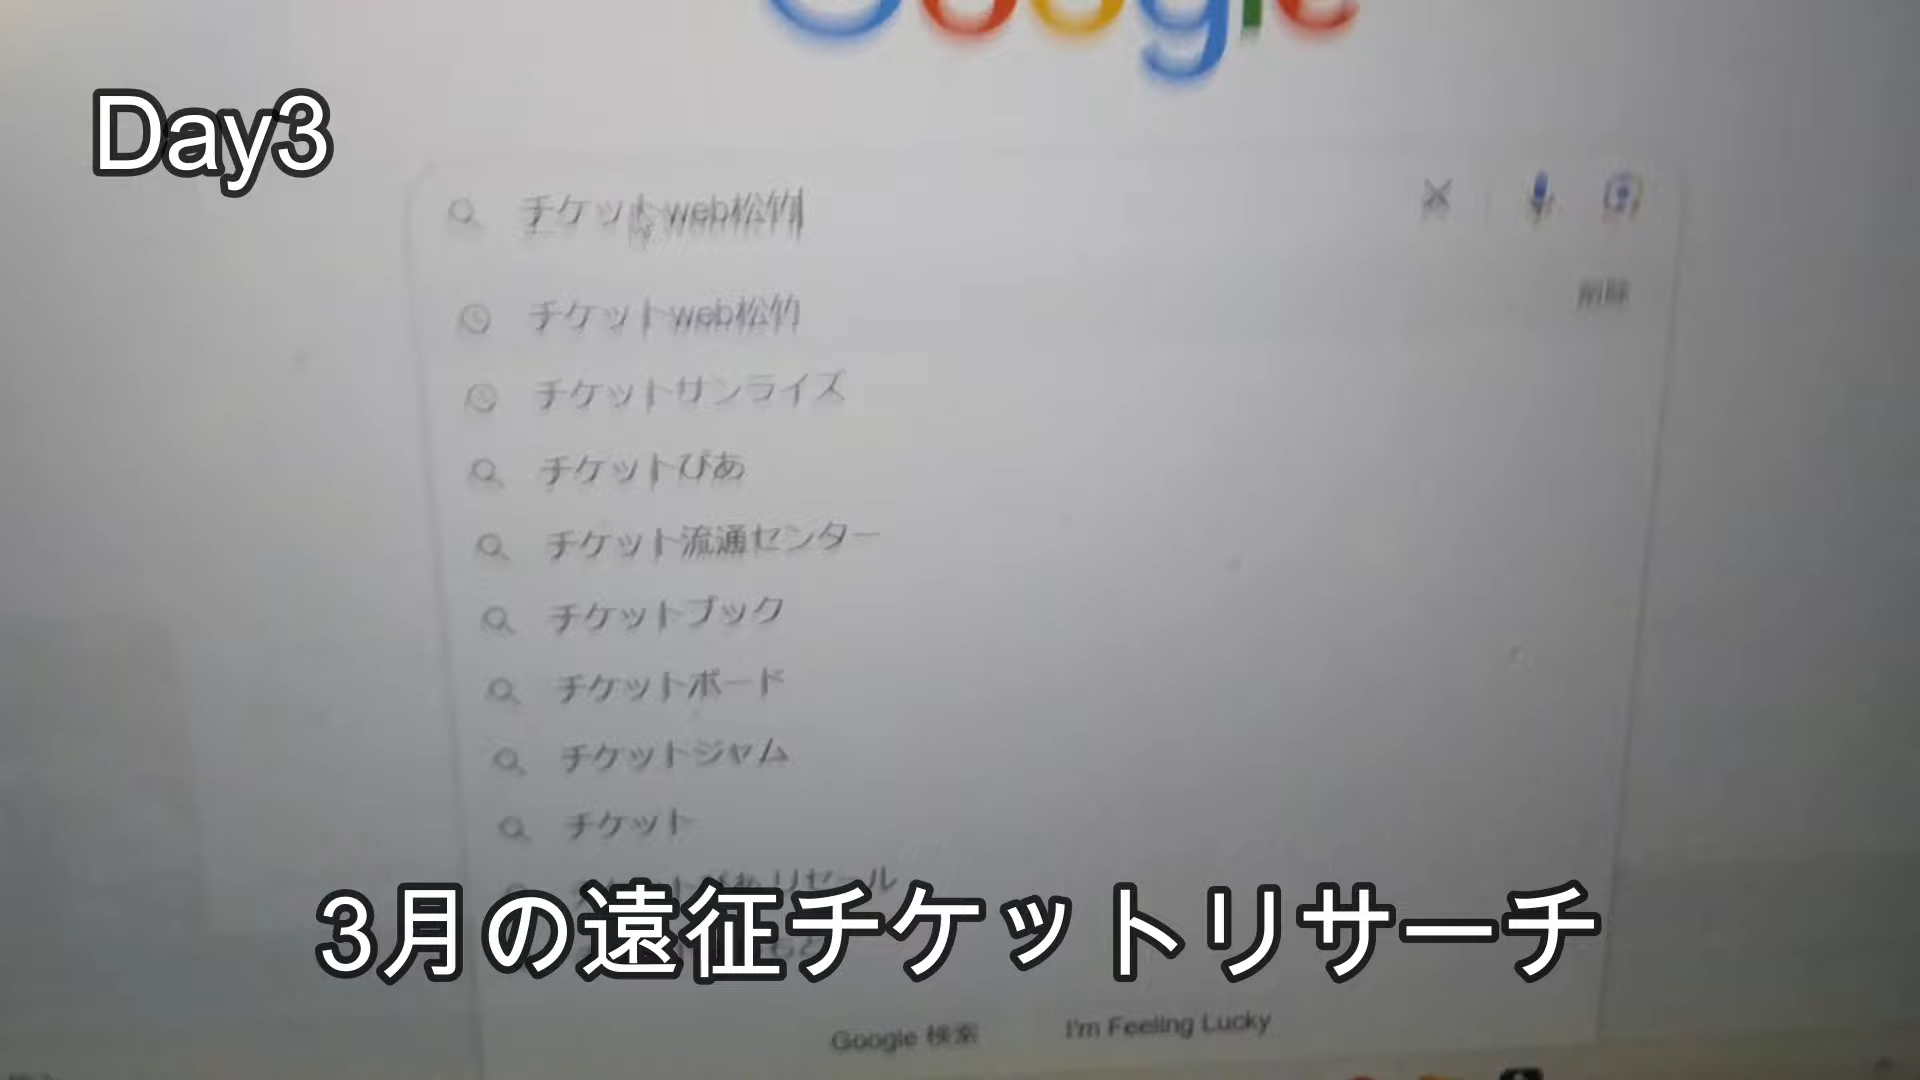 Google
Day3
チケットweb松竹
チケットweb松竹
削除
チケットサンライズ
チケットぴあ
チケット流通センター
チケットブック
チケットボード
チケットジャム
チケット
リセール
3月の遠征チケットリサーチ
Google 検索
I'm Feeling Lucky